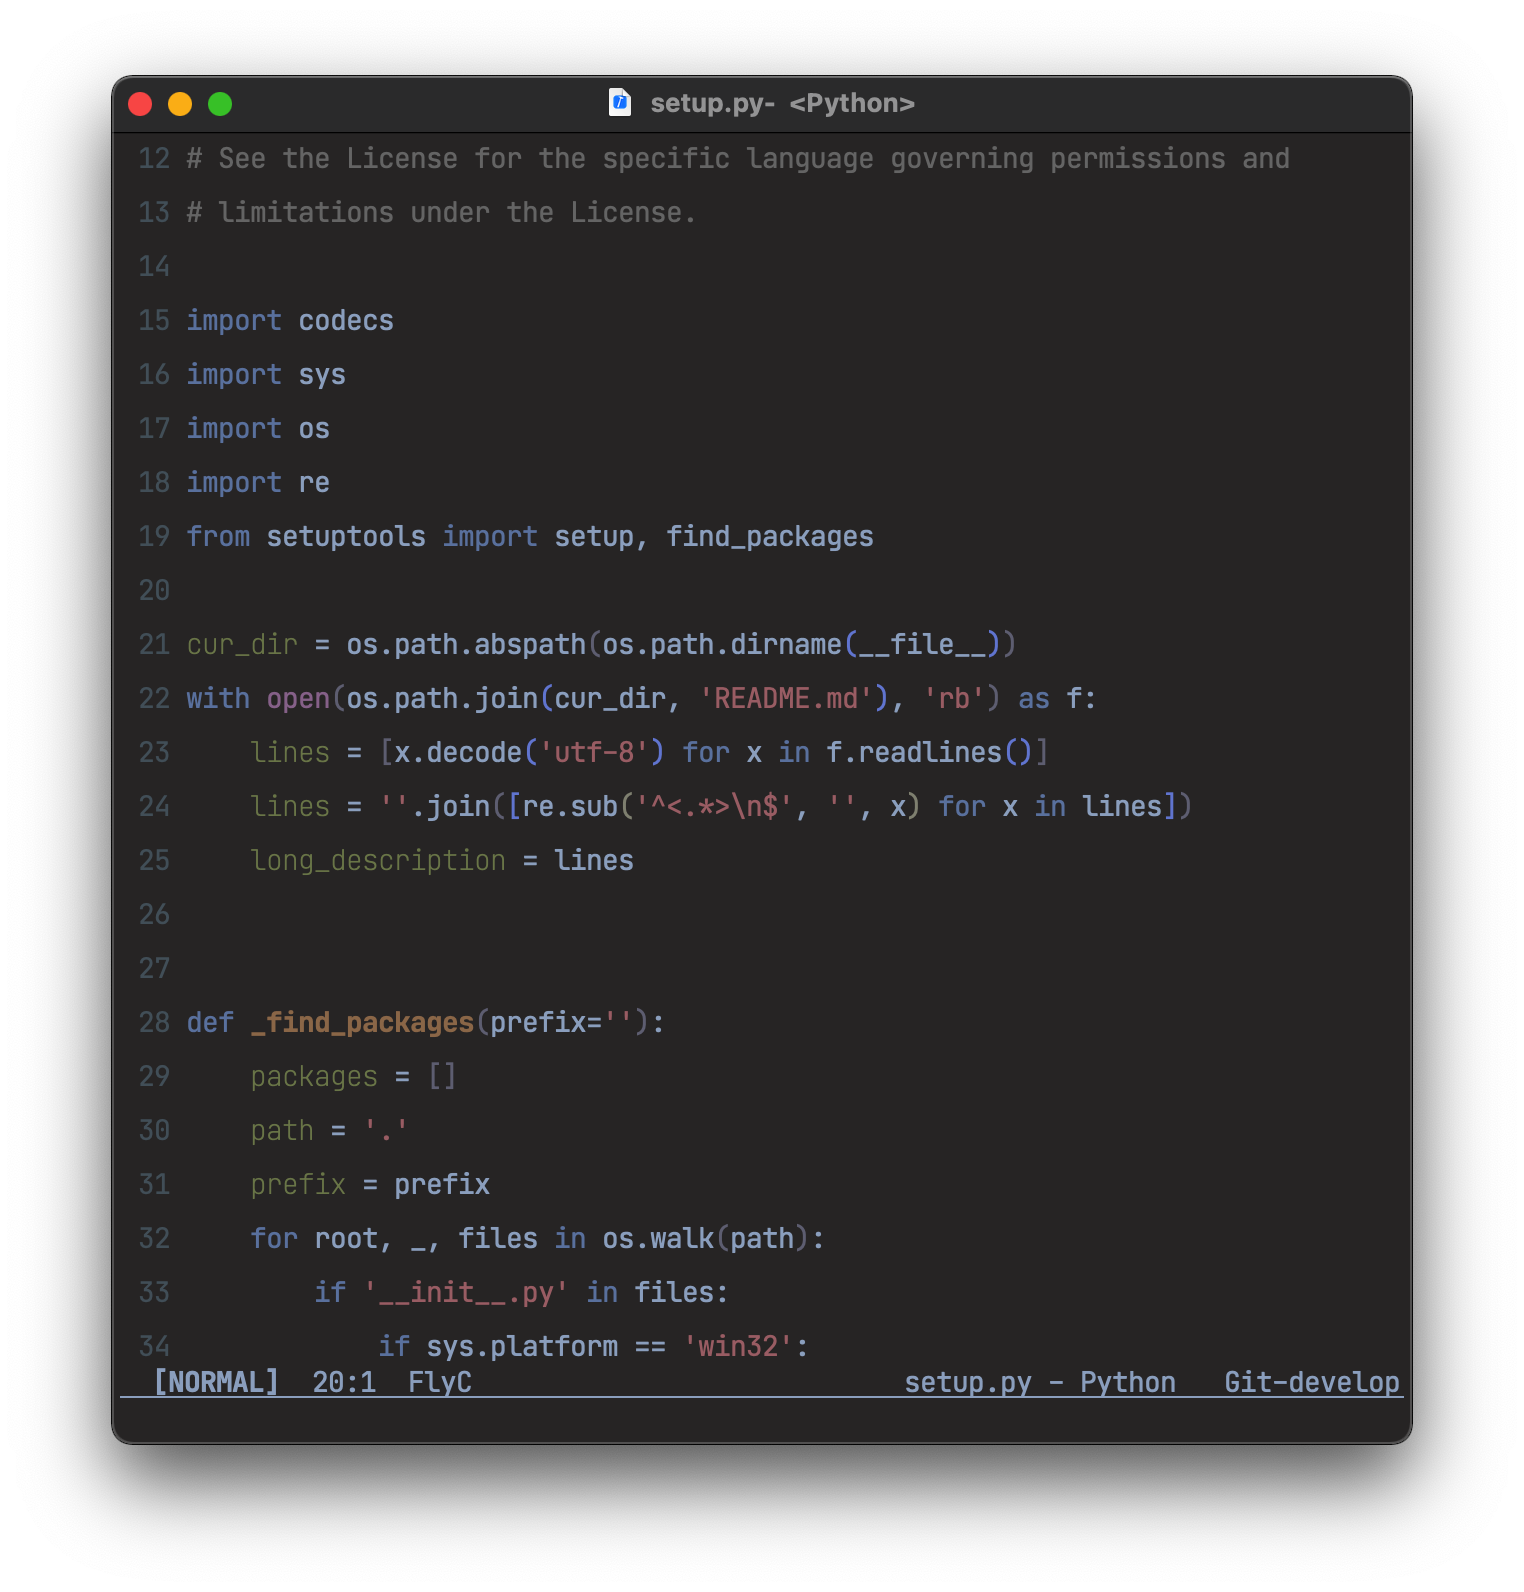 setup.py- <Python>
12 # See the License for the specific language governing permissions and
13 # limitations under the License.
14
15 import codecs
16 import sys
17 import os
18 import re
19 from setuptools import setup, find_packages
20
21 cur_dir = os.path.abspath(os.path.dirname(__file__))
22 with open(os.path.join(cur_dir, 'README.md'), 'rb') as f:
23     lines = [x.decode('utf-8') for x in f.readlines()]
24     lines = ''.join([re.sub('^<.*>\n$', '', x) for x in lines])
25     long_description = lines
26
27
28 def _find_packages(prefix=''):
29     packages = []
30     path = '.'
31     prefix = prefix
32     for root, _, files in os.walk(path):
33         if '__init__.py' in files:
34             if sys.platform == 'win32':
[NORMAL]  20:1  FlyC  setup.py - Python  Git-develop